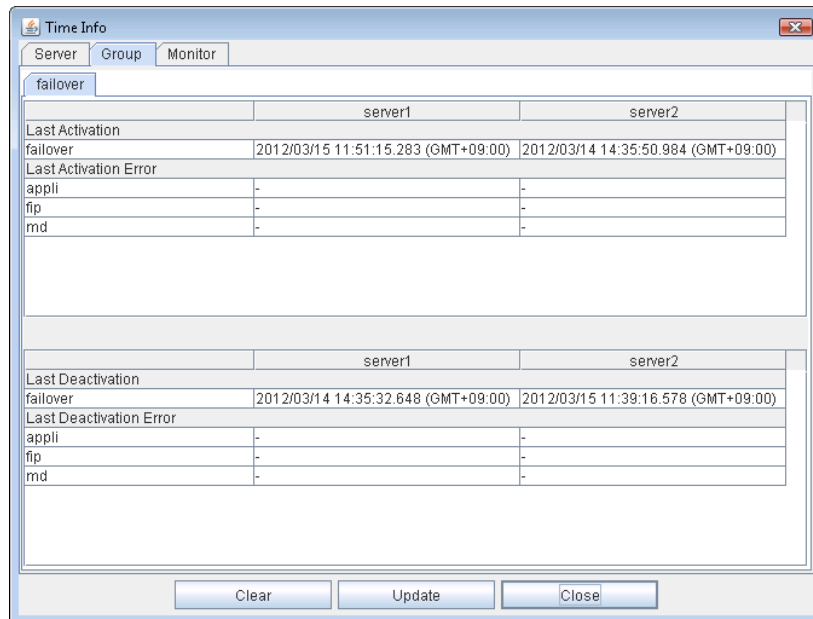 Time Info
Server Group Monitor
failover
server1 server2
Last Activation
failover 2012/03/15 11:51:15.283 (GMT+09:00) 2012/03/14 14:35:50.984 (GMT+09:00)
Last Activation Error
appli - -
fip - -
md - -
server1 server2
Last Deactivation
failover 2012/03/14 14:35:32.648 (GMT+09:00) 2012/03/15 11:39:16.578 (GMT+09:00)
Last Deactivation Error
appli - -
fip - -
md - -
Clear Update Close